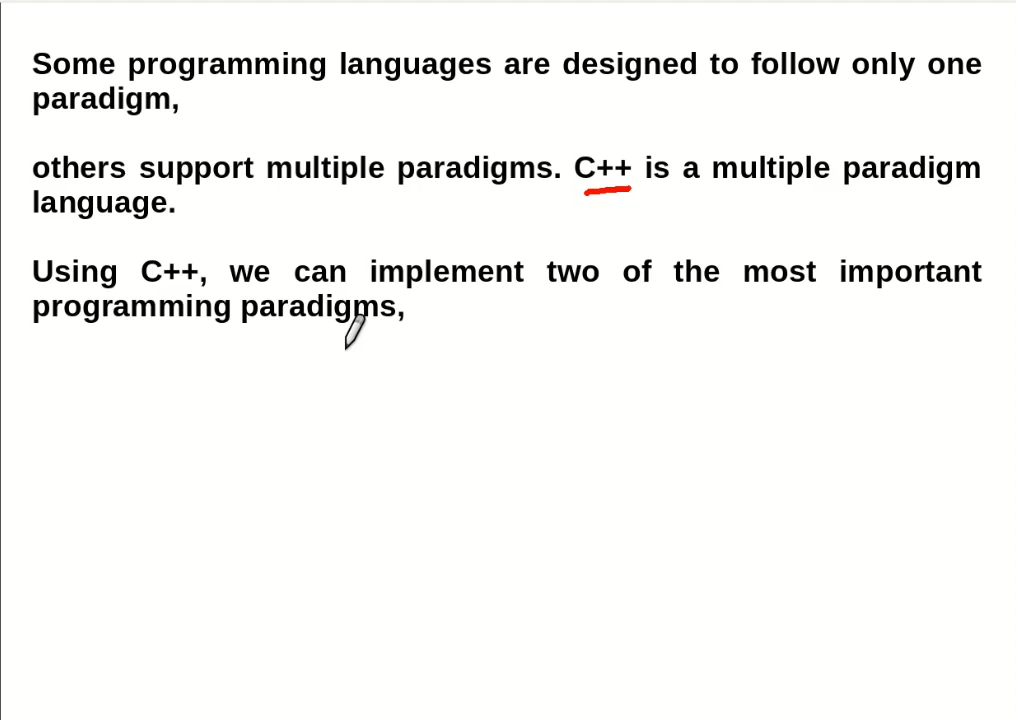 Some programming languages are designed to follow only one
paradigm,
others support multiple paradigms. C++ is a multiple paradigm
language.
Using C++, we can implement two of the most important
programming paradigms,